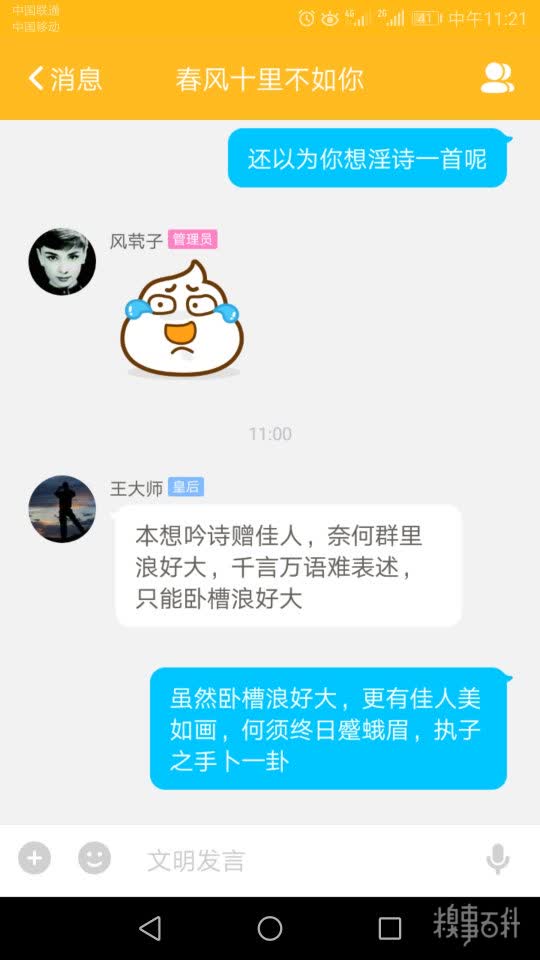 中国联通
中国移动
4G
2G
41
中午11:21
消息
春风十里不如你
还以为你想淫诗一首呢
风茕子
管理员
11:00
王大师
皇后
本想吟诗赠佳人，奈何群里
浪好大，千言万语难表述，
只能卧槽浪好大
虽然卧槽浪好大，更有佳人美
如画，何须终日蹙蛾眉，执子
之手卜一卦
文明发言
糗事百科